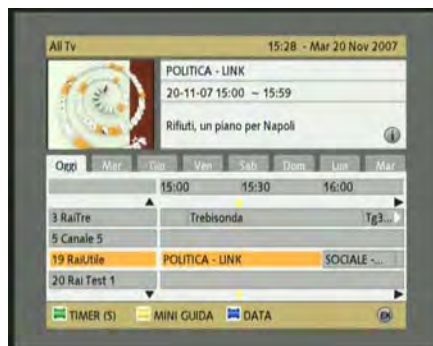 All Tv 15:28 - Mar 20 Nov 2007
POLITICA - LINK
20-11-07 15:00 ~ 15:59
Rifiuti, un piano per Napoli
Oggi Mer Gio Ven Sab Dom Lun Mar
15:00 15:30 16:00
3 RaiTre Trebisonda Tg3...
5 Canale 5
19 RaiUtile POLITICA - LINK SOCIALE -...
20 Rai Test 1
TIMER (5) MINI GUIDA DATA